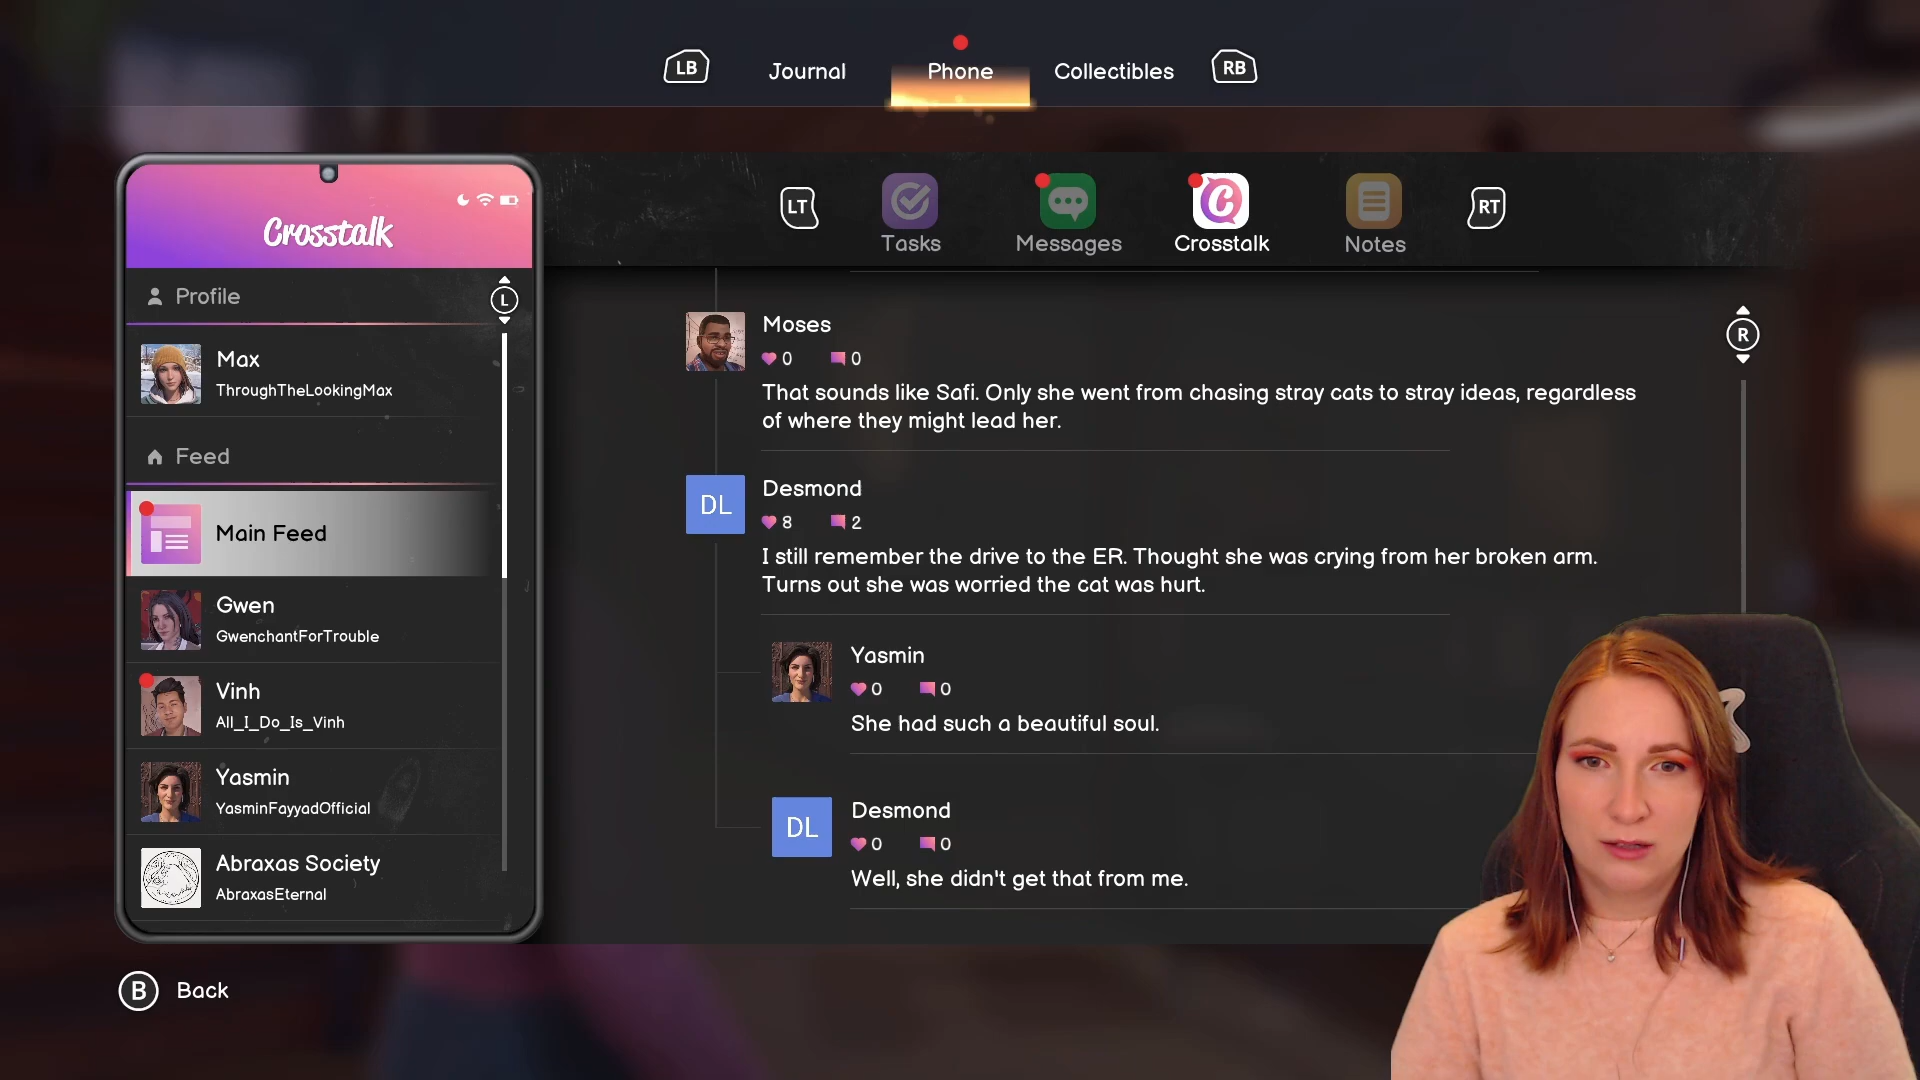 LB
Journal
Phone
Collectibles
RB
Crosstalk
LT
Tasks
Messages
Crosstalk
Notes
RT
Profile
L
Max
ThroughTheLookingMax
Feed
Main Feed
Gwen
GwenchantForTrouble
Vinh
All_I_Do_Is_Vinh
Yasmin
YasminFayyadOfficial
Abraxas Society
AbraxasEternal
Moses
0 0
That sounds like Safi. Only she went from chasing stray cats to stray ideas, regardless
of where they might lead her.
DL
Desmond
8 2
I still remember the drive to the ER. Thought she was crying from her broken arm.
Turns out she was worried the cat was hurt.
Yasmin
0 0
She had such a beautiful soul.
DL
Desmond
0 0
Well, she didn't get that from me.
R
B Back